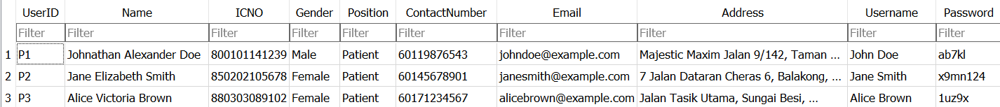 UserID Name ICNO Gender Position ContactNumber Email Address Username Password
Filter Filter Filter Filter Filter Filter Filter Filter Filter Filter
1 P1 Johnathan Alexander Doe 800101141239 Male Patient 60119876543 johndoe@example.com Majestic Maxim Jalan 9/142, Taman ... John Doe ab7kl
2 P2 Jane Elizabeth Smith 850202105678 Female Patient 60145678901 janesmith@example.com 7 Jalan Dataran Cheras 6, Balakong, ... Jane Smith x9mn124
3 P3 Alice Victoria Brown 880303089102 Female Patient 60171234567 alicebrown@example.com Jalan Tasik Utama, Sungai Besi, ... Alice Brown 1uz9x